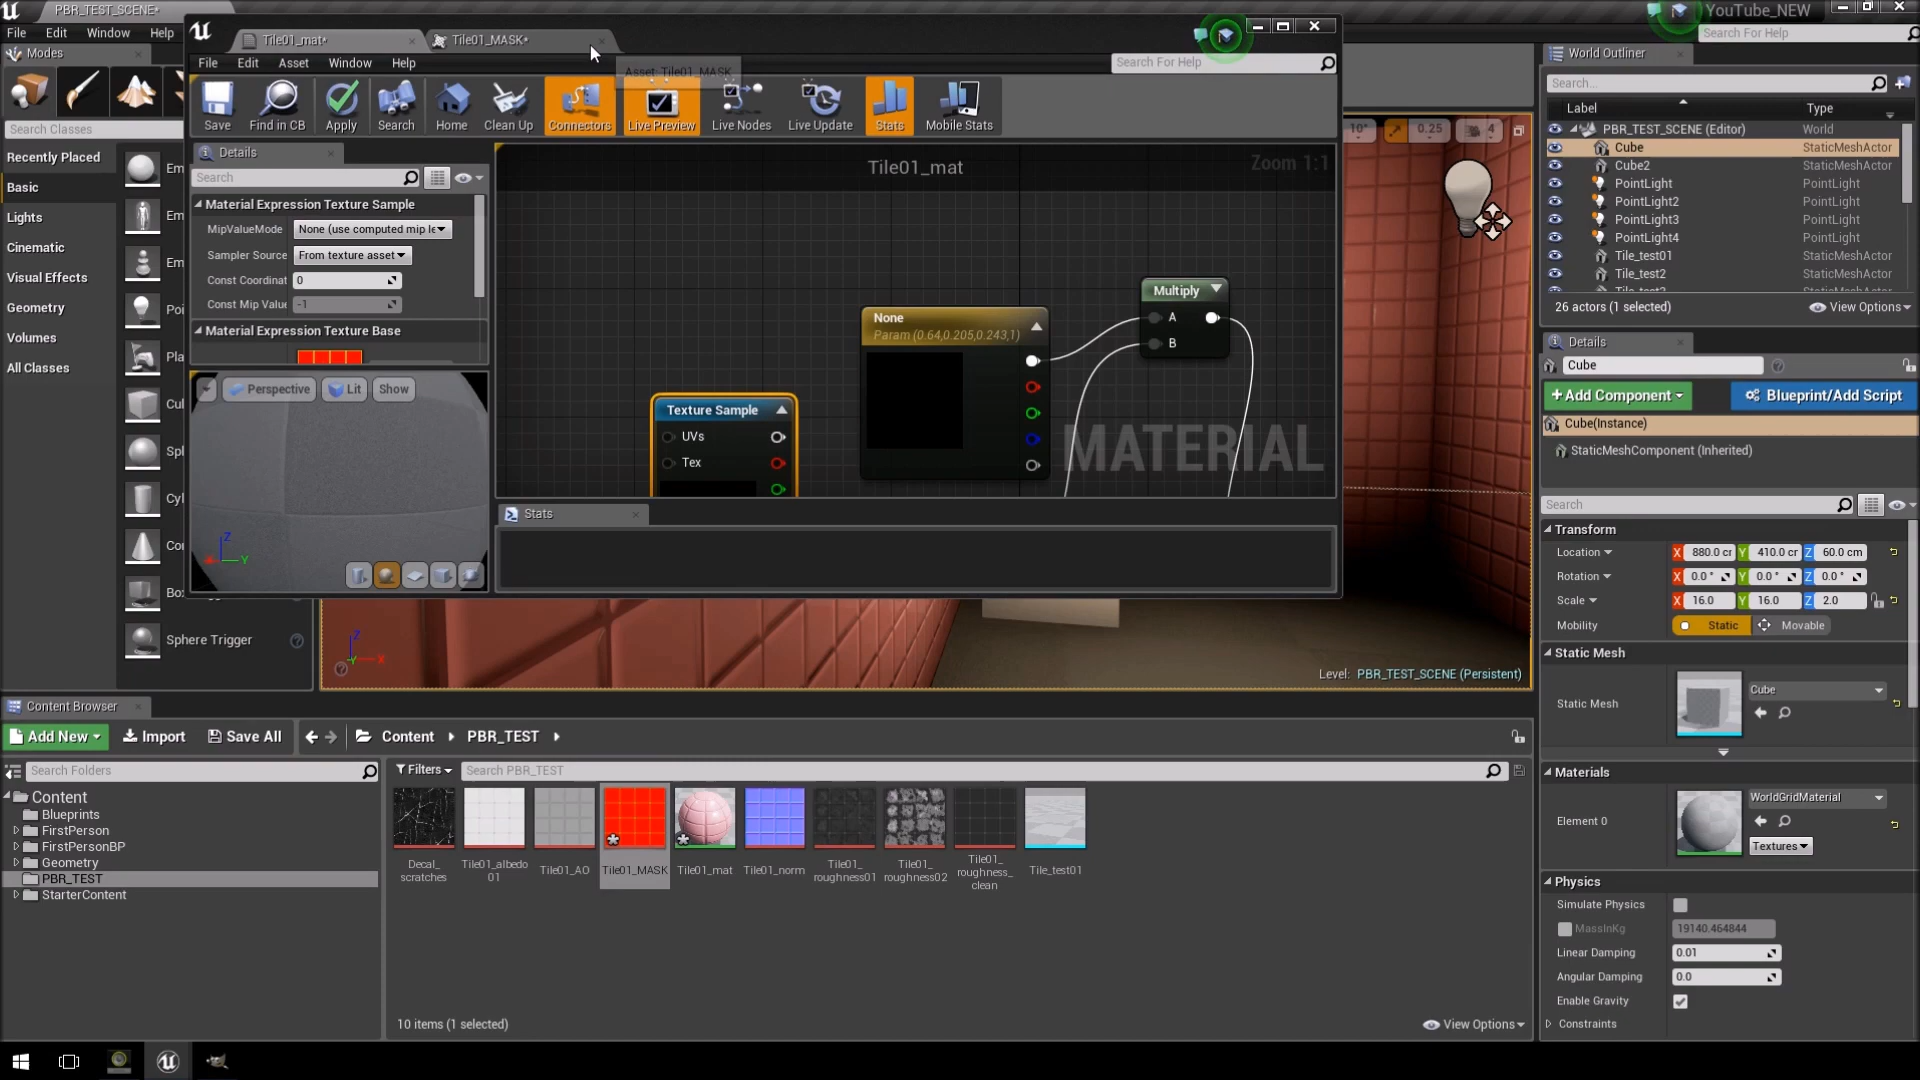 PBR_TEST_SCENE*
YouTube_NEW
File Edit Window Help
Search For Help
Modes
Search Classes
Recently Placed
Basic
Lights
Cinematic
Visual Effects
Geometry
Volumes
All Classes
Sphere Trigger
Tile01_mat*
Tile01_MASK*
Asset: Tile01_MASK
File Edit Asset Window Help
Search For Help
Save
Find in CB
Apply
Search
Home
Clean Up
Connectors
Live Preview
Live Nodes
Live Update
Stats
Mobile Stats
Details
Search
Material Expression Texture Sample
MipValueMode None (use computed mip le
Sampler Source From texture asset
Const Coordinat 0
Const Mip Value -1
Material Expression Texture Base
Perspective Lit Show
Z
Y
Tile01_mat
Zoom 1:1
Texture Sample
UVs
Tex
None
Param (0.64,0.205,0.243,1)
Multiply
A
B
MATERIAL
Stats
10° 0.25 4
Level: PBR_TEST_SCENE (Persistent)
World Outliner
Search...
Label Type
PBR_TEST_SCENE (Editor) World
Cube StaticMeshActor
Cube2 StaticMeshActor
PointLight PointLight
PointLight2 PointLight
PointLight3 PointLight
PointLight4 PointLight
Tile_test01 StaticMeshActor
Tile_test2 StaticMeshActor
26 actors (1 selected)
View Options
Details
Cube
+Add Component
Blueprint/Add Script
Cube(Instance)
StaticMeshComponent (Inherited)
Search
Transform
Location X 880.0 cr Y 410.0 cr Z 60.0 cm
Rotation X 0.0 ° Y 0.0 ° Z 0.0 °
Scale X 16.0 Y 16.0 Z 2.0
Mobility Static Movable
Static Mesh
Static Mesh Cube
Materials
Element 0 WorldGridMaterial
Textures
Physics
Simulate Physics
MassInKg 19140.464844
Linear Damping 0.01
Angular Damping 0.0
Enable Gravity
Constraints
Content Browser
Add New Import Save All Content PBR_TEST
Search Folders
Filters Search PBR_TEST
Content
Blueprints
FirstPerson
FirstPersonBP
Geometry
PBR_TEST
StarterContent
Decal_
scratches
Tile01_albedo
01
Tile01_AO
Tile01_MASK
Tile01_mat
Tile01_norm
Tile01_
roughness01
Tile01_
roughness02
Tile01_
roughness_
clean
Tile_test01
10 items (1 selected)
View Options